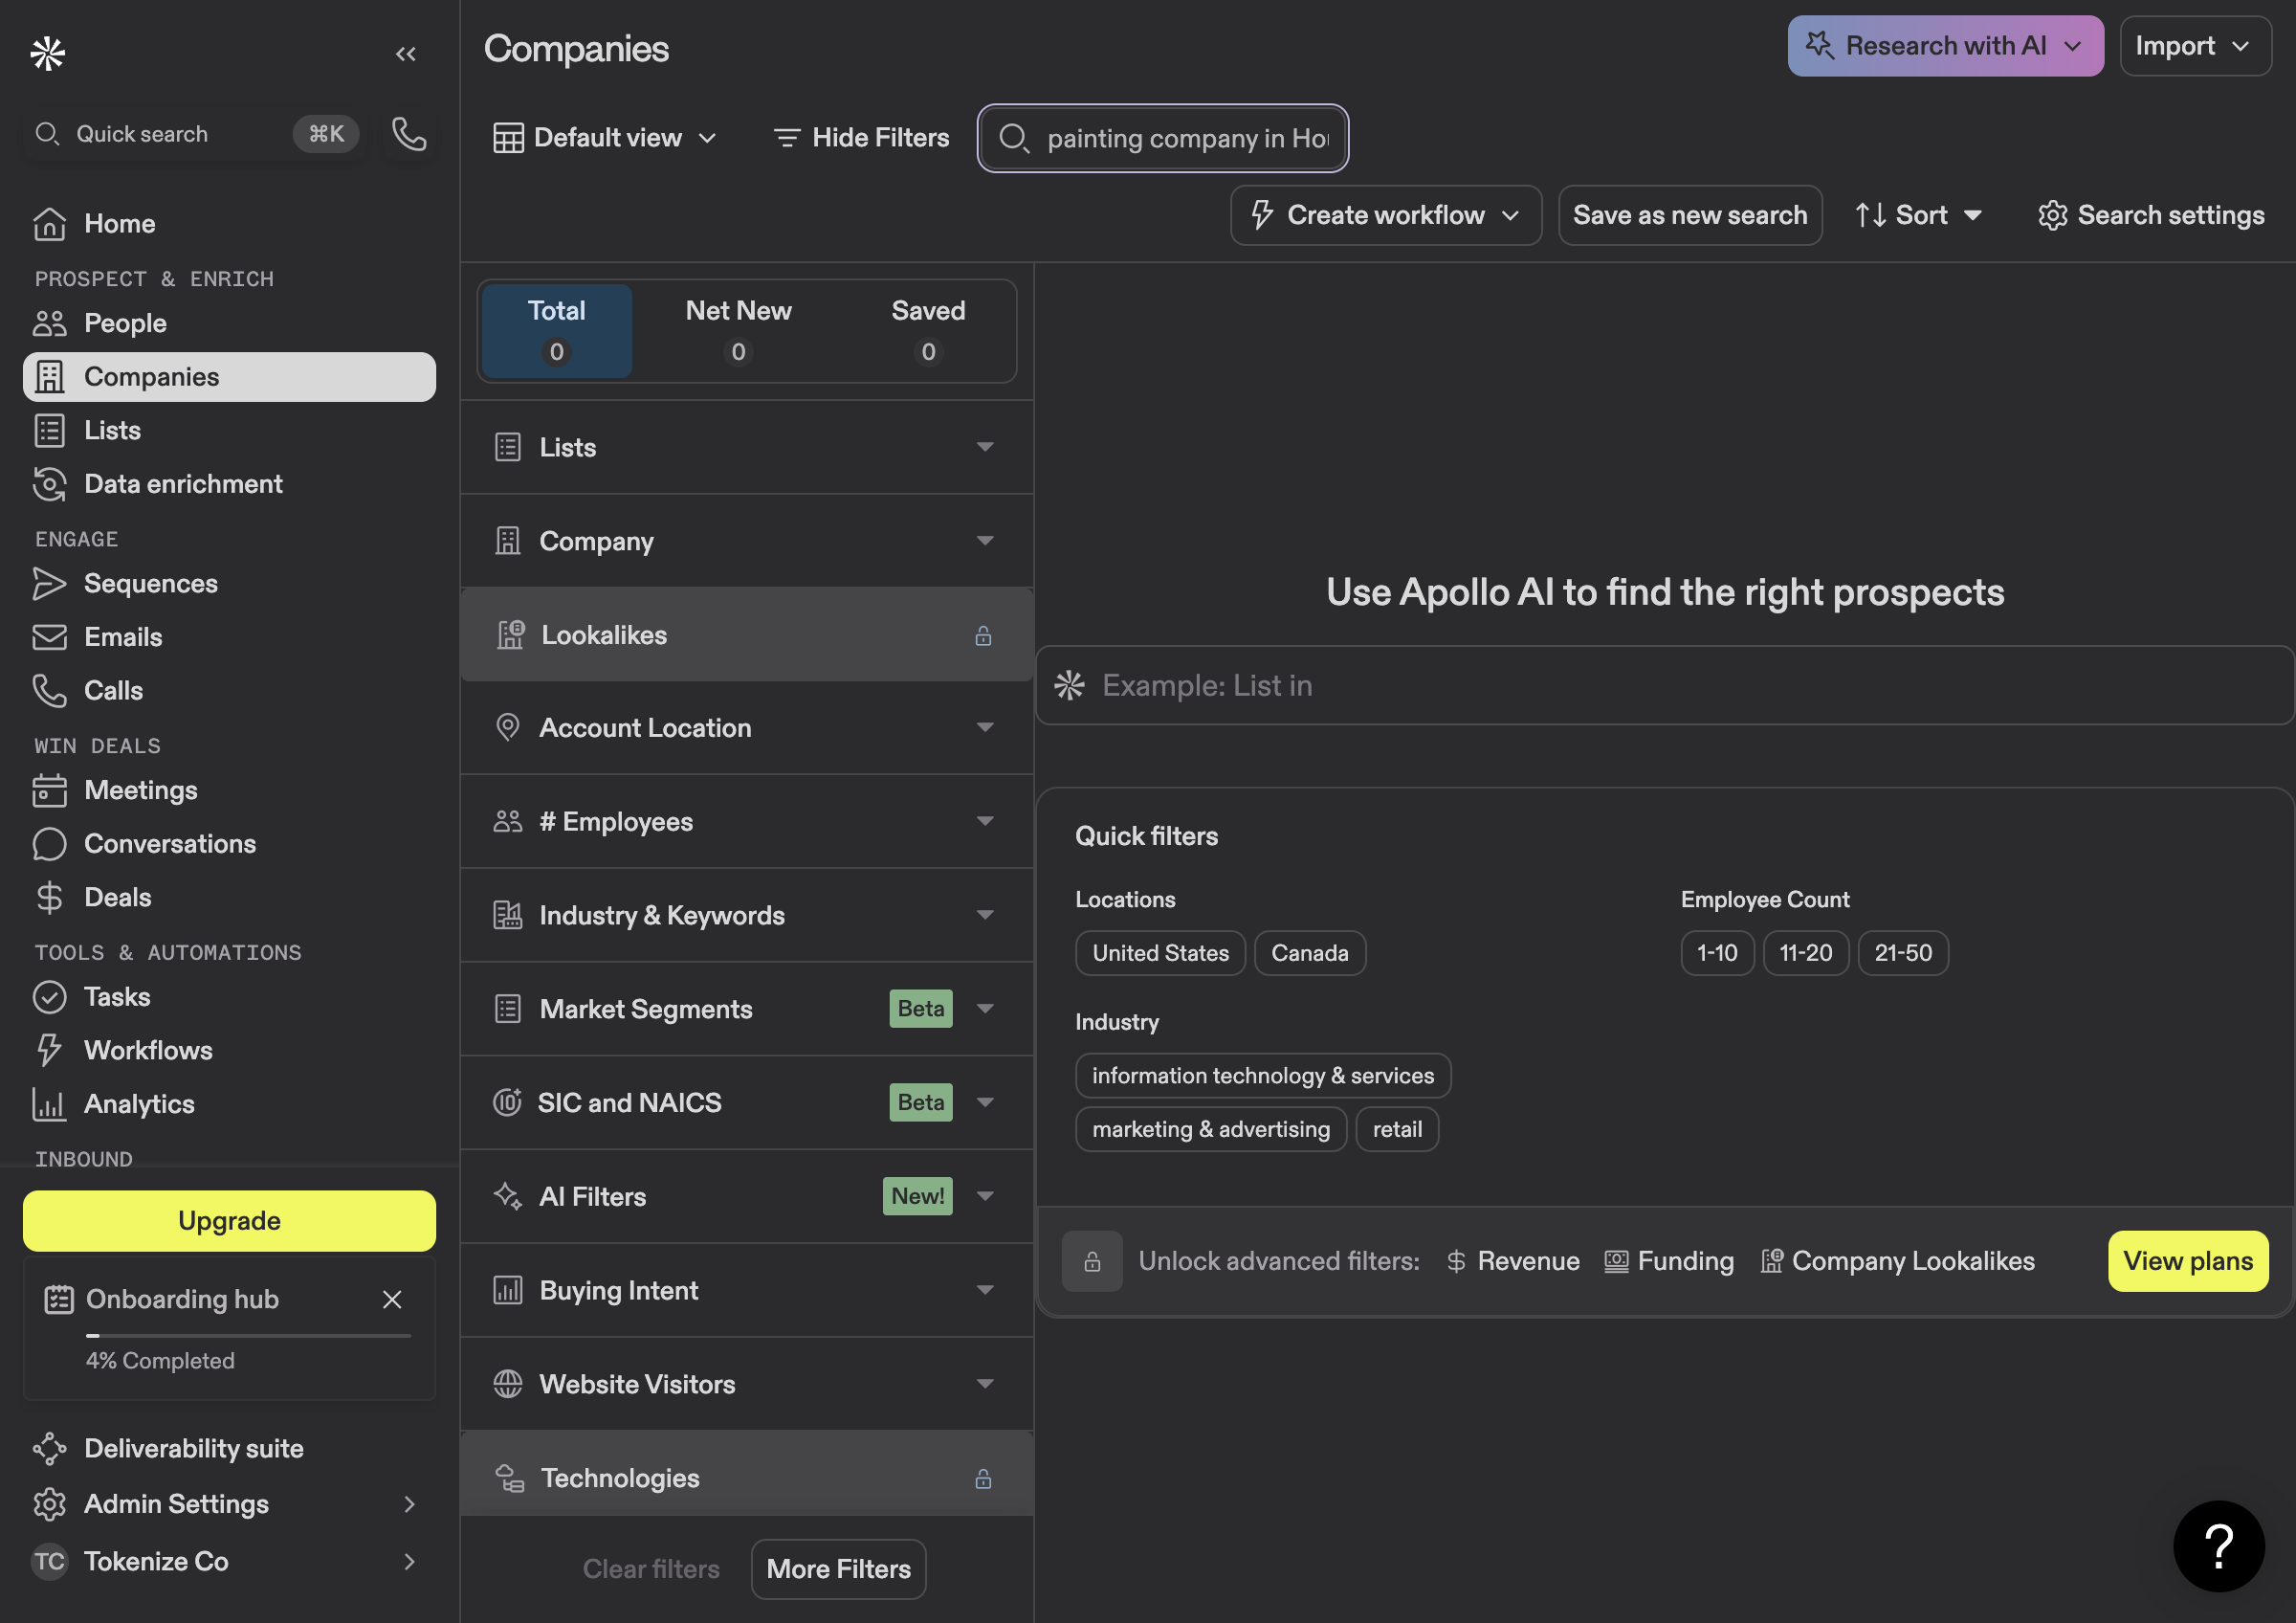 Quick search
⌘K
Home
PROSPECT & ENRICH
People
Companies
Lists
Data enrichment
ENGAGE
Sequences
Emails
Calls
WIN DEALS
Meetings
Conversations
Deals
TOOLS & AUTOMATIONS
Tasks
Workflows
Analytics
INBOUND
Upgrade
Onboarding hub
4% Completed
Deliverability suite
Admin Settings
TC Tokenize Co
Companies
Research with AI
Import
Default view
Hide Filters
painting company in
Create workflow
Save as new search
Sort
Search settings
Total
0
Net New
0
Saved
0
Lists
Company
Lookalikes
Account Location
# Employees
Industry & Keywords
Market Segments Beta
SIC and NAICS Beta
AI Filters New!
Buying Intent
Website Visitors
Technologies
Clear filters
More Filters
Use Apollo AI to find the right prospects
Example: List in
Quick filters
Locations
United States Canada
Employee Count
1-10 11-20 21-50
Industry
information technology & services
marketing & advertising retail
Unlock advanced filters: Revenue Funding Company Lookalikes
View plans
?